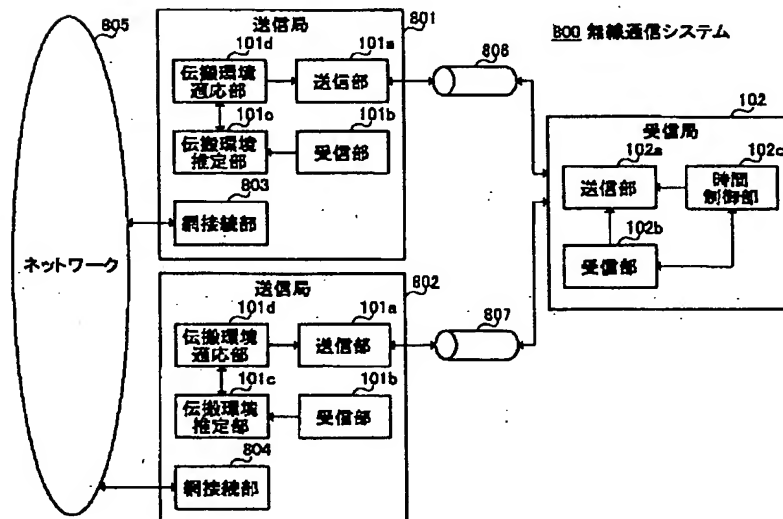 800 無線通信システム
805
ネットワーク
送信局
801
101d
伝搬環境
適応部
101a
送信部
101c
伝搬環境
推定部
101b
受信部
803
網接続部
806
送信局
802
101d
伝搬環境
適応部
101a
送信部
101c
伝搬環境
推定部
101b
受信部
804
網接続部
807
102
受信局
102a
送信部
102c
時間
制御部
102b
受信部